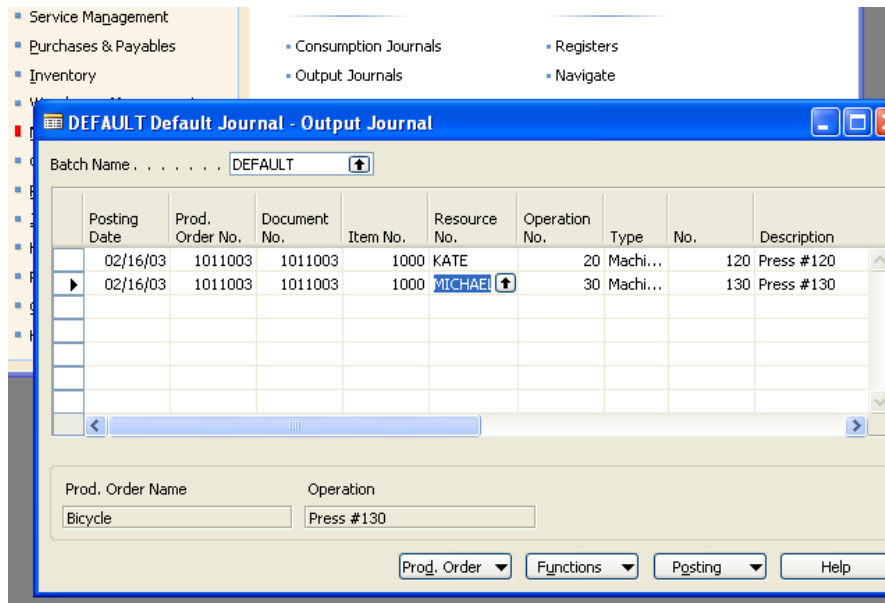 Service Management
Purchases & Payables
Consumption Journals
Registers
Inventory
Output Journals
Navigate
DEFAULT Default Journal - Output Journal
Batch Name . . . . . . . DEFAULT
Posting Date Prod. Order No. Document No. Item No. Resource No. Operation No. Type No. Description
02/16/03 1011003 1011003 1000 KATE 20 Machi... 120 Press #120
02/16/03 1011003 1011003 1000 MICHAEL 30 Machi... 130 Press #130
Prod. Order Name Operation
Bicycle Press #130
Prod. Order Functions Posting Help